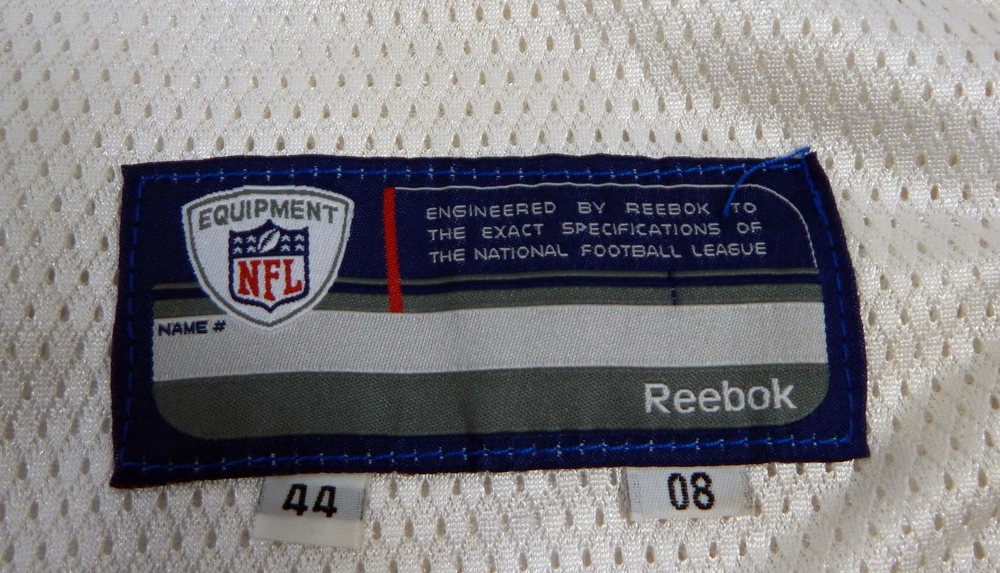 EQUIPMENT
NFL
ENGINEERED BY REEBOK TO
THE EXACT SPECIFICATIONS OF
THE NATIONAL FOOTBALL LEAGUE
NAME #
Reebok
44
08